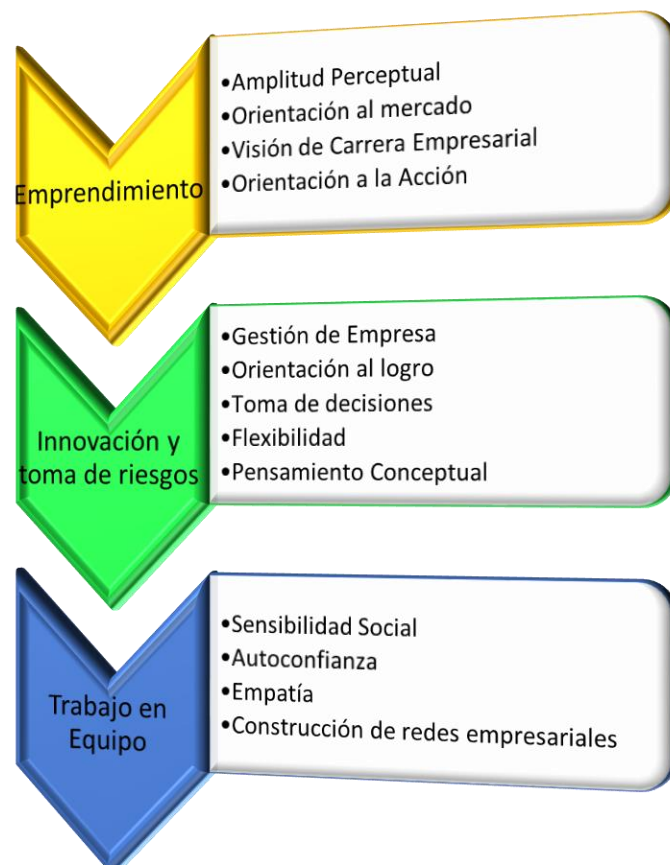 Emprendimiento
•Amplitud Perceptual
•Orientación al mercado
•Visión de Carrera Empresarial
•Orientación a la Acción
Innovación y
toma de riesgos
•Gestión de Empresa
•Orientación al logro
•Toma de decisiones
•Flexibilidad
•Pensamiento Conceptual
Trabajo en
Equipo
•Sensibilidad Social
•Autoconfianza
•Empatía
•Construcción de redes empresariales